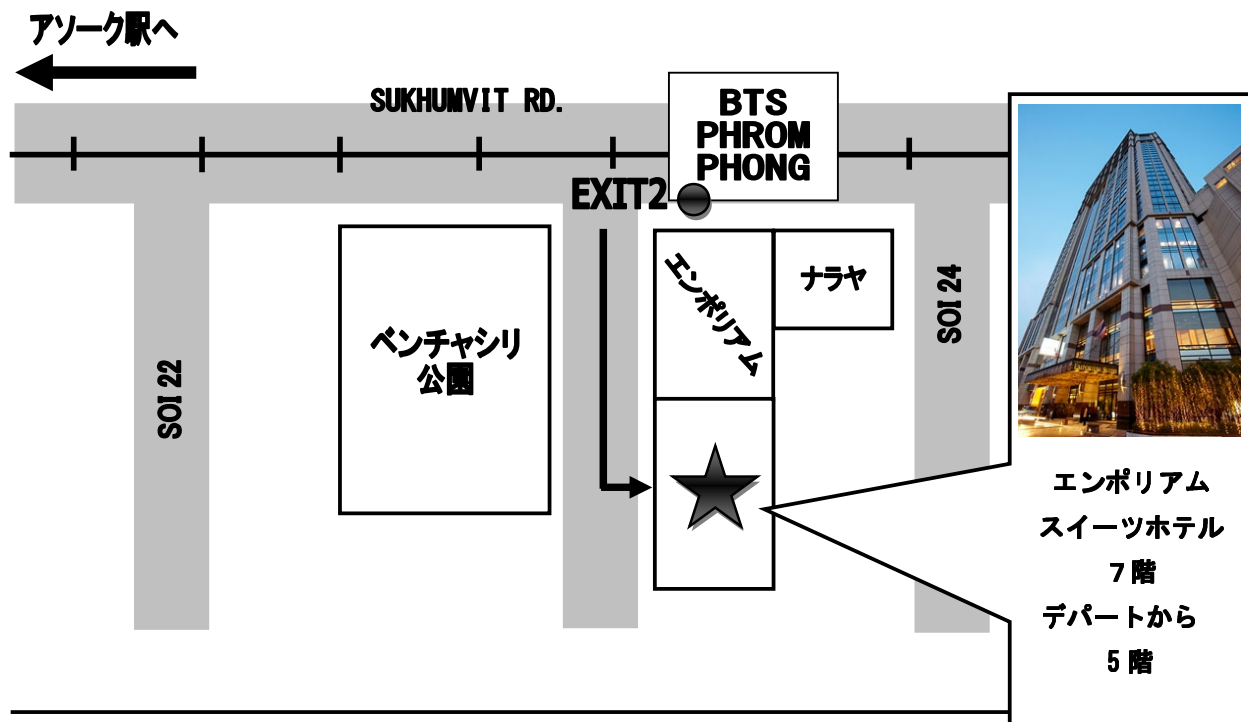 アソーク駅へ
SUKHUMVIT RD.
BTS
PHROM
PHONG
EXIT2
エンポリアム
ナラヤ
ベンチャシリ
公園
SOI 22
SOI 24
エンポリアム
スイーツホテル
7階
デパートから
5階